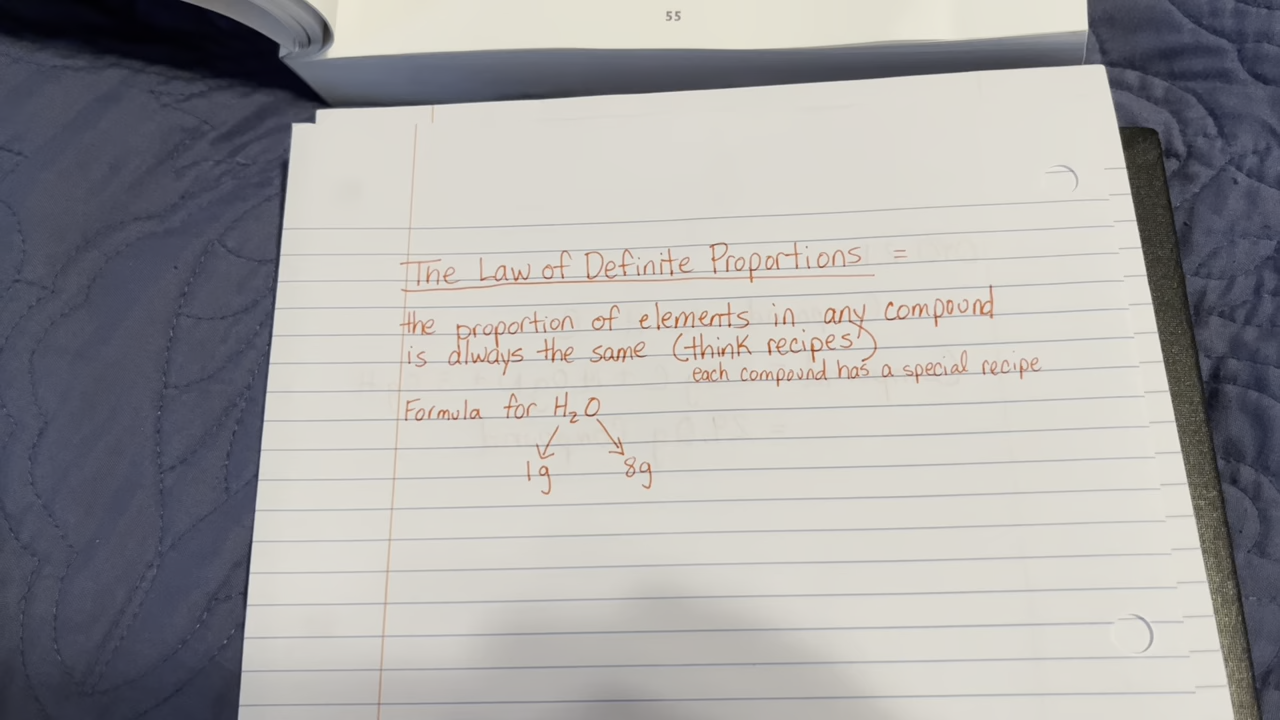 55
The Law of Definite Proportions =
the proportion of elements in any compound
is always the same (think recipes)
each compound has a special recipe
Formula for H₂O
1g 8g